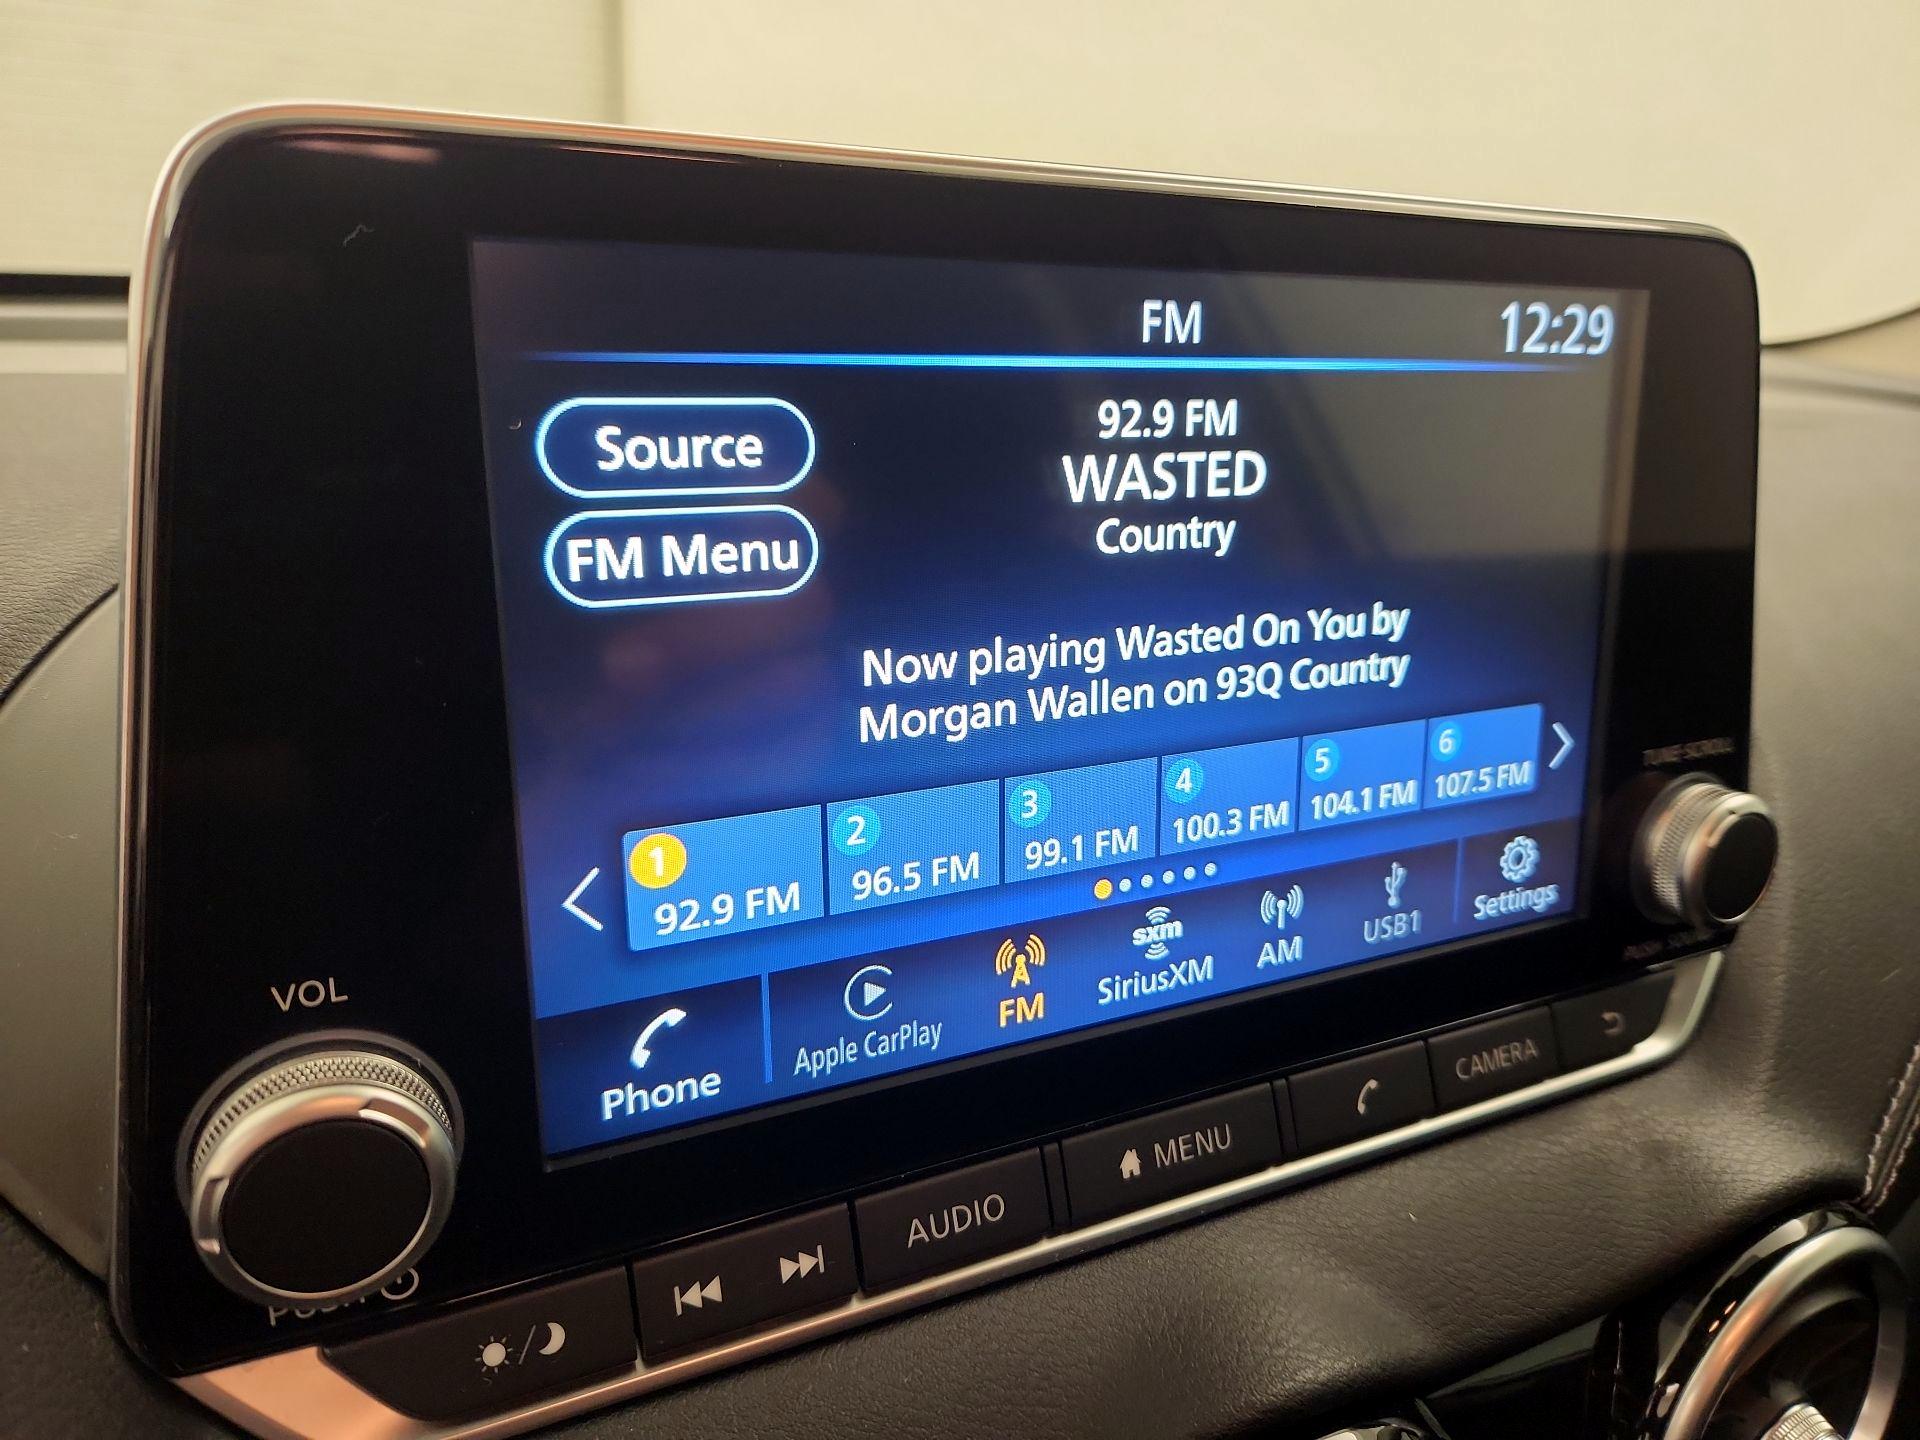 FM
12:29
Source
FM Menu
92.9 FM
WASTED
Country
Now playing Wasted On You by
Morgan Wallen on 93Q Country
1
92.9 FM
2
96.5 FM
3
99.1 FM
4
100.3 FM
5
104.1 FM
6
107.5 FM
Phone
Apple CarPlay
FM
sxm
SiriusXM
AM
USB1
Settings
VOL
PUSH
TUNE·SCROLL
AUDIO
MENU
CAMERA